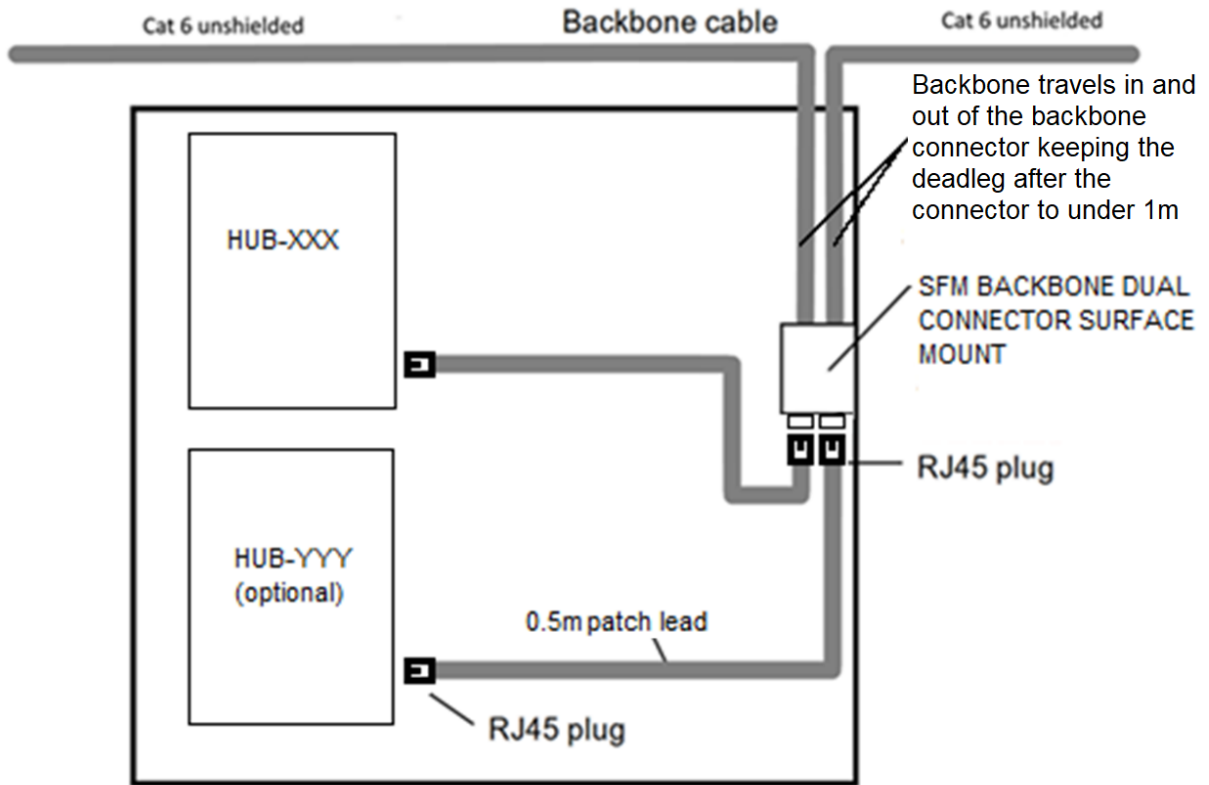 Cat 6 unshielded
Backbone cable
Cat 6 unshielded
Backbone travels in and
out of the backbone
connector keeping the
deadleg after the
connector to under 1m
HUB-XXX
SFM BACKBONE DUAL
CONNECTOR SURFACE
MOUNT
RJ45 plug
HUB-YYY
(optional)
0.5m patch lead
RJ45 plug